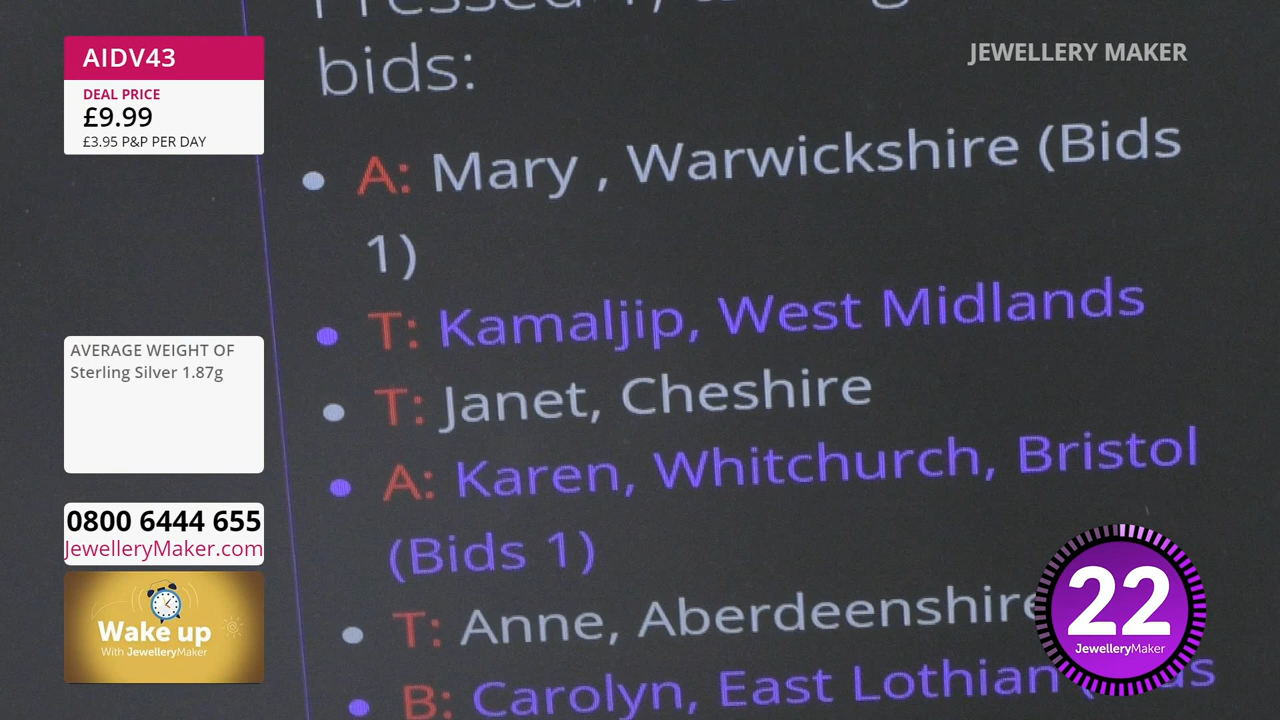 AIDV43
DEAL PRICE
£9.99
£3.95 P&P PER DAY
JEWELLERY MAKER
bids:
• A: Mary , Warwickshire (Bids
1)
• T: Kamaljip, West Midlands
• T: Janet, Cheshire
• A: Karen, Whitchurch, Bristol
(Bids 1)
• T: Anne, Aberdeenshire
• B: Carolyn, East Lothian
AVERAGE WEIGHT OF
Sterling Silver 1.87g
0800 6444 655
JewelleryMaker.com
Wake up
With JewelleryMaker
22
JewelleryMaker